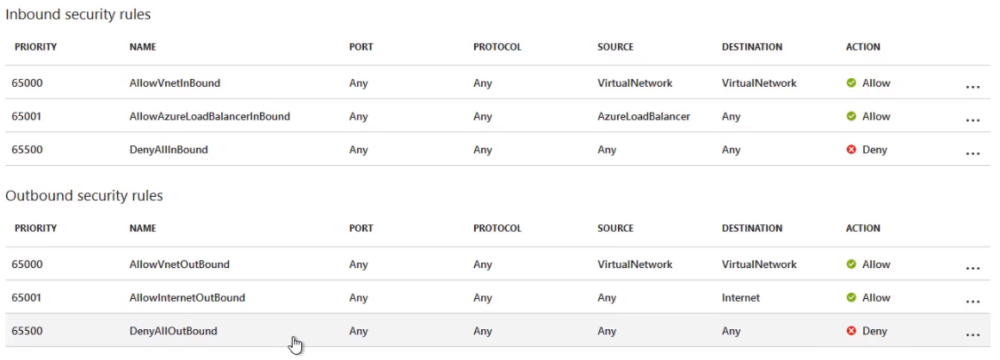 Inbound security rules
PRIORITY NAME PORT PROTOCOL SOURCE DESTINATION ACTION
65000 AllowVnetInBound Any Any VirtualNetwork VirtualNetwork Allow ...
65001 AllowAzureLoadBalancerInBound Any Any AzureLoadBalancer Any Allow ...
65500 DenyAllInBound Any Any Any Any Deny ...
Outbound security rules
PRIORITY NAME PORT PROTOCOL SOURCE DESTINATION ACTION
65000 AllowVnetOutBound Any Any VirtualNetwork VirtualNetwork Allow ...
65001 AllowInternetOutBound Any Any Any Internet Allow ...
65500 DenyAllOutBound Any Any Any Any Deny ...